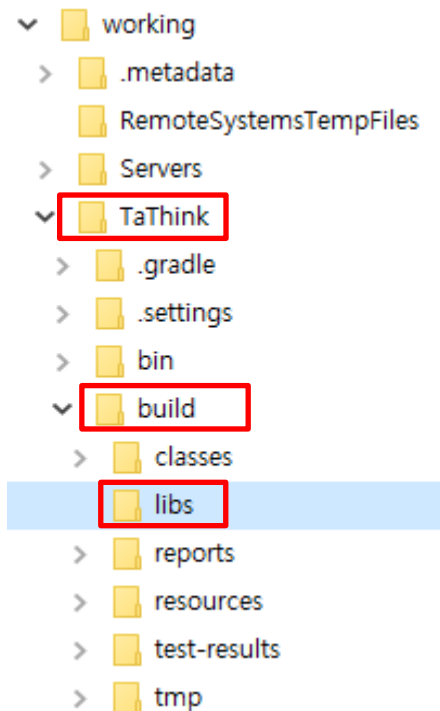 working
.metadata
RemoteSystemsTempFiles
Servers
TaThink
.gradle
.settings
bin
build
classes
libs
reports
resources
test-results
tmp